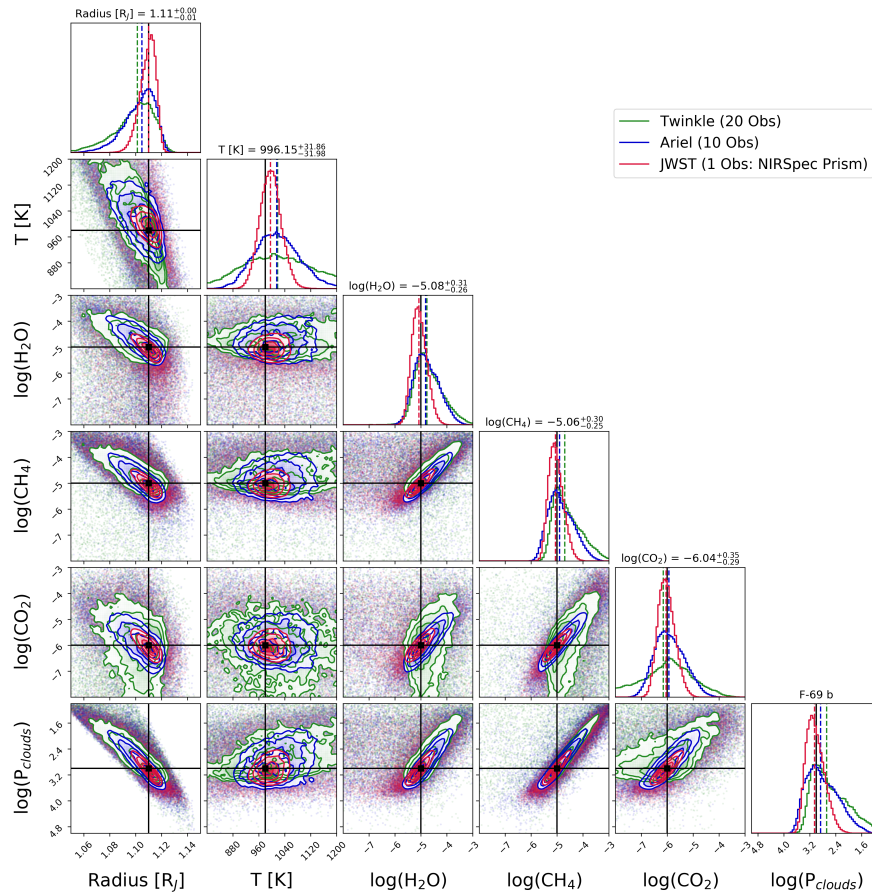 Radius [R_J] = 1.11^{+0.00}_{-0.01}
Twinkle (20 Obs)
Ariel (10 Obs)
JWST (1 Obs: NIRSpec Prism)
T [K] = 996.15^{+31.86}_{-31.98}
1200
1120
1040
960
880
T [K]
log(H₂O) = −5.08^{+0.31}_{-0.26}
−3
−4
−5
−6
−7
log(H₂O)
log(CH₄) = −5.06^{+0.30}_{-0.25}
−3
−4
−5
−6
−7
log(CH₄)
log(CO₂) = −6.04^{+0.35}_{-0.29}
−3
−4
−5
−6
−7
log(CO₂)
F-69 b
1.6
2.4
3.2
4.0
4.8
log(P_{clouds})
1.06 1.08 1.10 1.12 1.14
880 960 1040 1120 1200
−7 −6 −5 −4 −3
−7 −6 −5 −4 −3
−7 −6 −5 −4 −3
4.8 4.0 3.2 2.4 1.6
Radius [R_J] T [K] log(H₂O) log(CH₄) log(CO₂) log(P_{clouds})